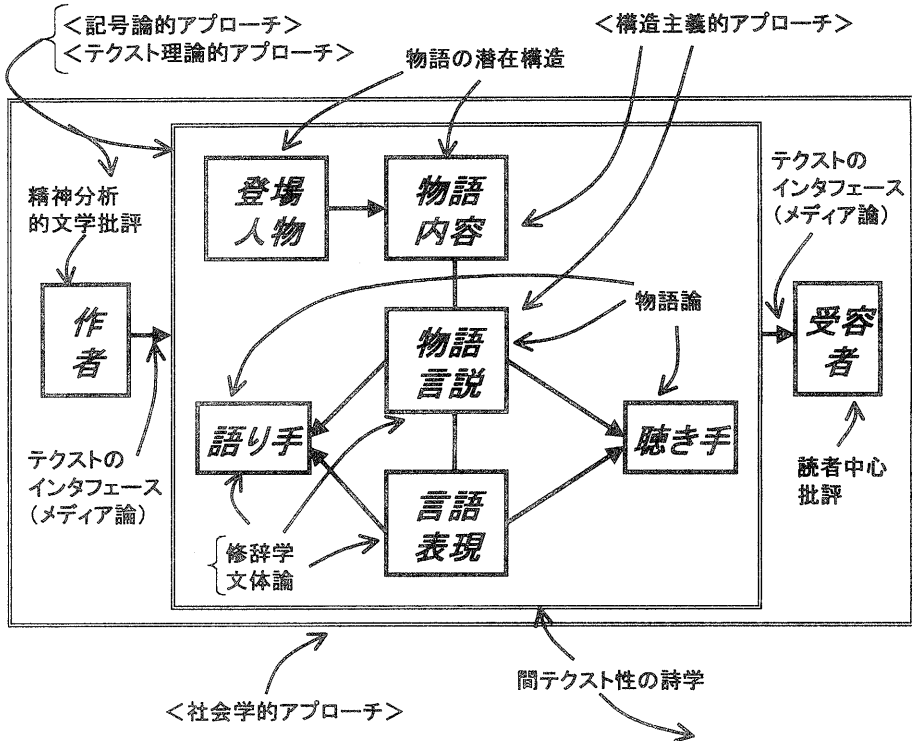 <記号論的アプローチ>
<テクスト理論的アプローチ>
<構造主義的アプローチ>
物語の潜在構造
精神分析
的文学批評
登場
人物
物語
内容
テクストの
インタフェース
(メディア論)
作
者
物語
言説
物語論
受容
者
語り手
聴き手
テクストの
インタフェース
(メディア論)
言語
表現
読者中心
批評
修辞学
文体論
間テクスト性の詩学
<社会学的アプローチ>